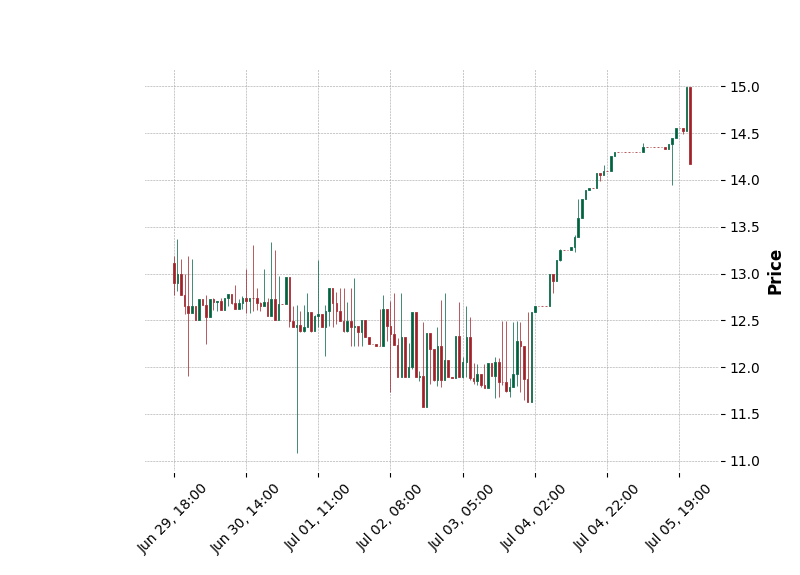 15.0
14.5
14.0
13.5
13.0
12.5
12.0
11.5
11.0
Price
Jun 29, 18:00
Jun 30, 14:00
Jul 01, 11:00
Jul 02, 08:00
Jul 03, 05:00
Jul 04, 02:00
Jul 04, 22:00
Jul 05, 19:00